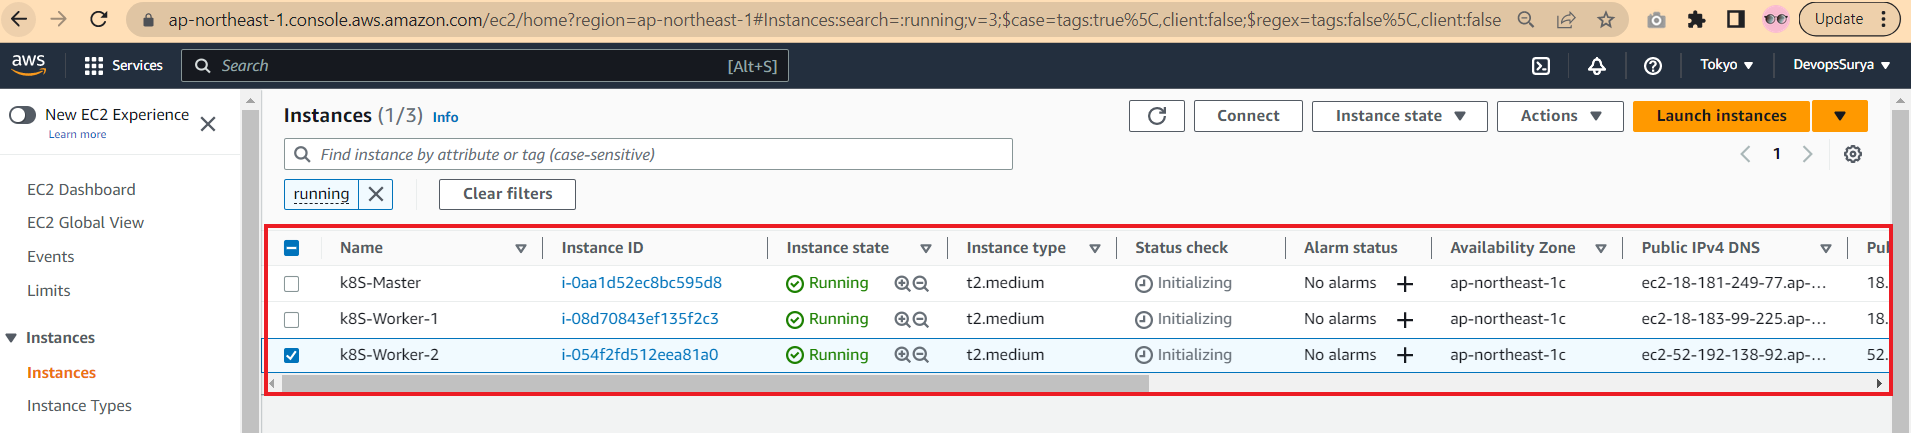 ap-northeast-1.console.aws.amazon.com/ec2/home?region=ap-northeast-1#Instances:search=:running;v=3;$case=tags:true%5C,client:false;$regex=tags:false%5C,client:false Update
aws Services Search [Alt+S] Tokyo DevopsSurya
New EC2 Experience
Learn more
EC2 Dashboard
EC2 Global View
Events
Limits
Instances
Instances
Instance Types
Instances (1/3) Info Connect Instance state Actions Launch instances
Find instance by attribute or tag (case-sensitive) 1
running Clear filters
Name Instance ID Instance state Instance type Status check Alarm status Availability Zone Public IPv4 DNS Pul
k8S-Master i-0aa1d52ec8bc595d8 Running t2.medium Initializing No alarms + ap-northeast-1c ec2-18-181-249-77.ap-... 18.
k8S-Worker-1 i-08d70843ef135f2c3 Running t2.medium Initializing No alarms + ap-northeast-1c ec2-18-183-99-225.ap-... 18.
k8S-Worker-2 i-054f2fd512eea81a0 Running t2.medium Initializing No alarms + ap-northeast-1c ec2-52-192-138-92.ap-... 52.